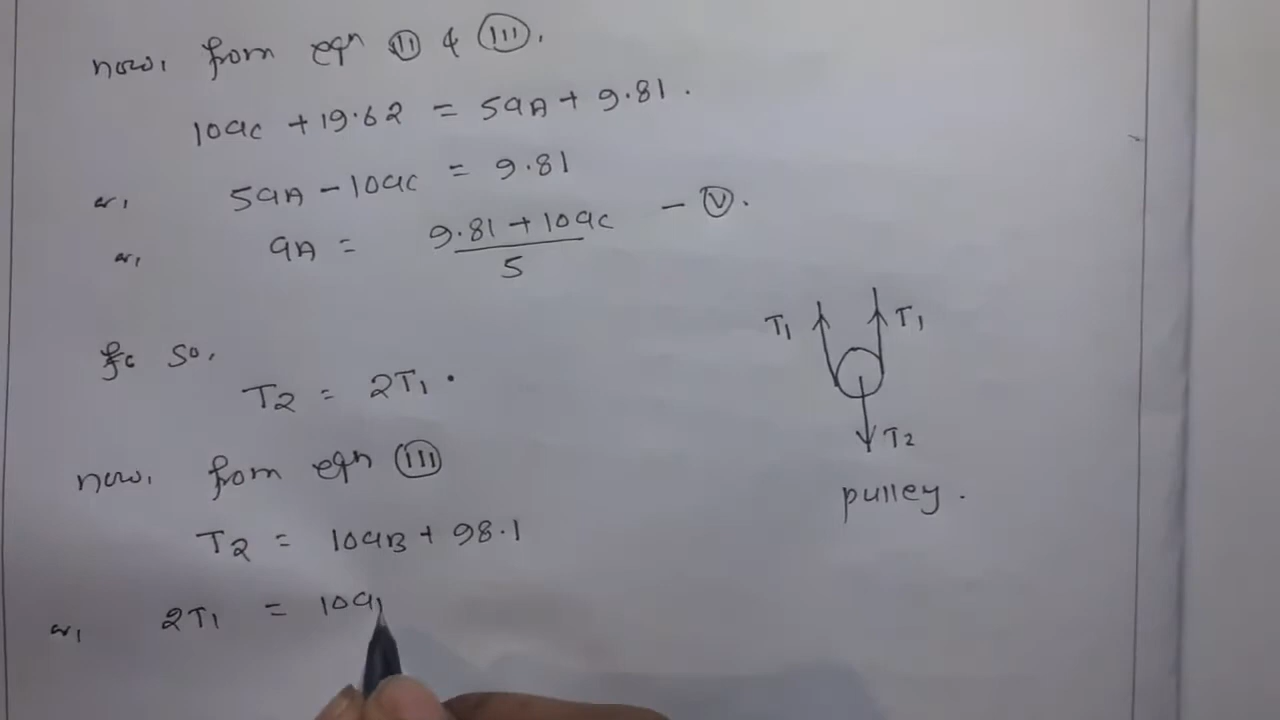 now, from eqn (II) & (III).
10ac + 19.62 = 5aA + 9.81.
or, 5aA - 10ac = 9.81
or, aA = 9.81 + 10ac / 5 - (V).
so,
T1 T1
T2 = 2T1.
T2
now, from eqn (III)
pulley.
T2 = 10aB + 98.1
or, 2T1 = 10a